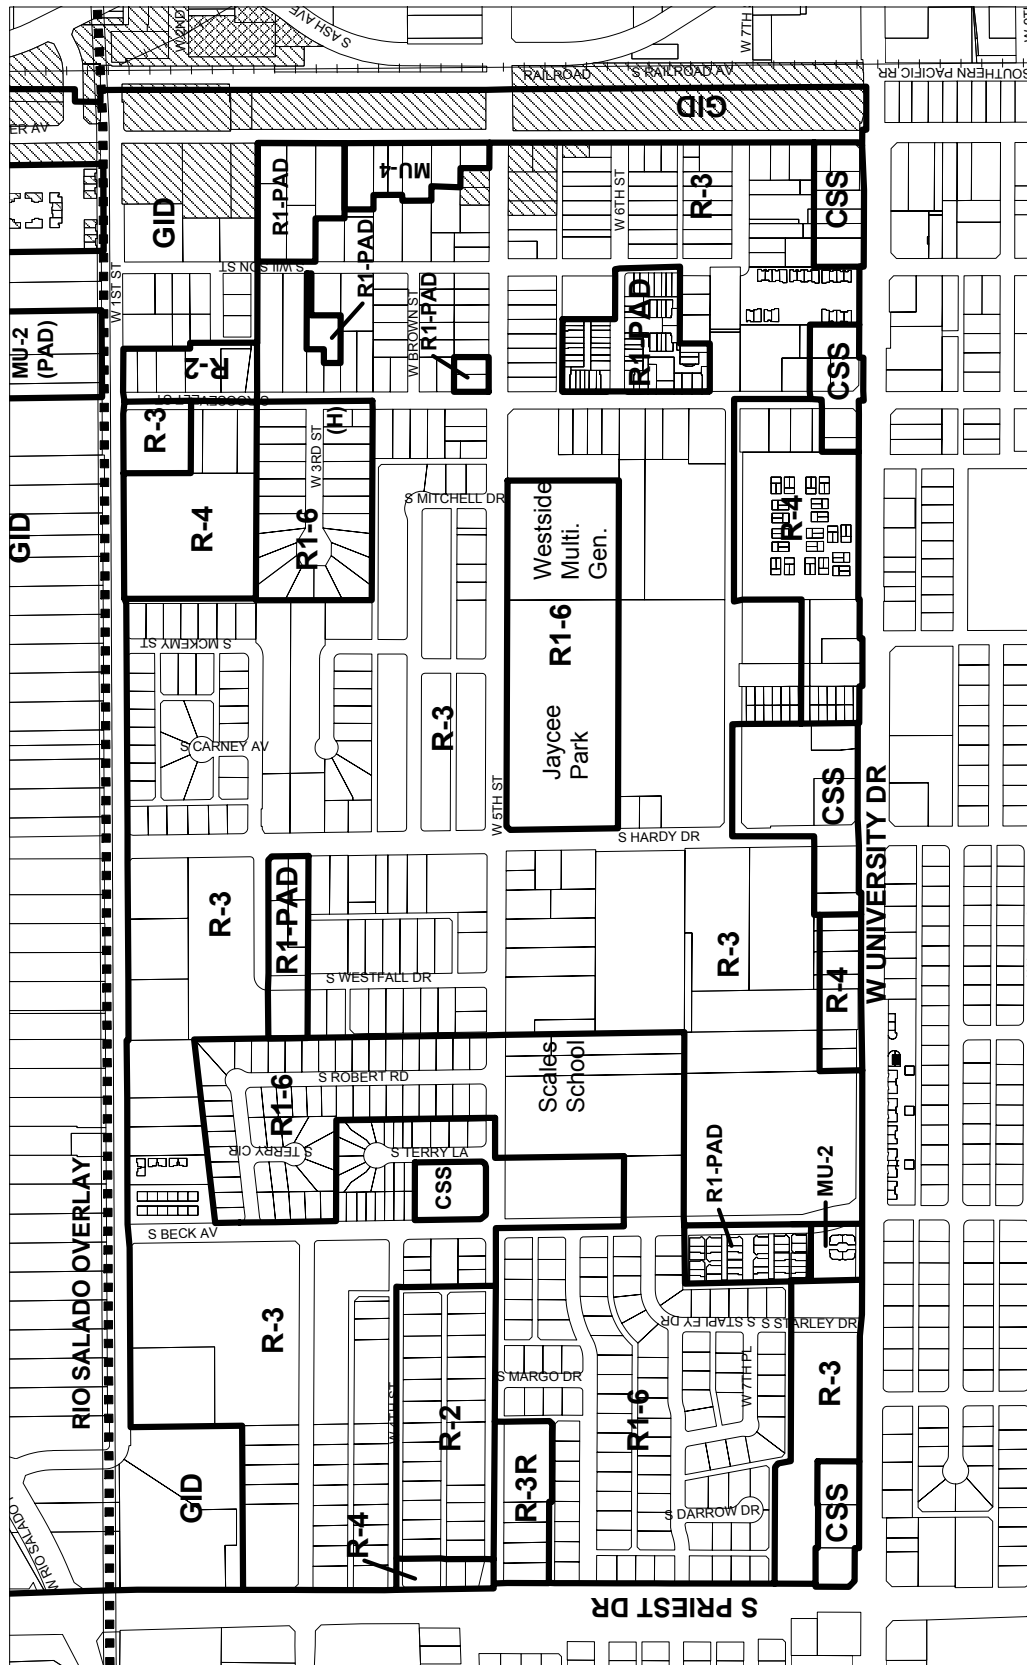 W 2ND
S ASH AVE
W 7TH
RAILROAD
S RAILROAD AV
SOUTHERN PACIFIC RR
GID
ER AV
R1-PAD
MU-4
W 6TH ST
R-3
CSS
GID
S WILSON ST
R1-PAD
W 1ST ST
MU-2
(PAD)
R-2
W BROWN ST
R1-PAD
R1-PAD
CSS
S ROOSEVELT ST
R-3
(H)
W 3RD ST
S MITCHELL DR
Westside
Multi.
Gen.
GID
R-4
R1-6
R-4
S MCKEMY ST
R1-6
S CARNEY AV
R-3
Jaycee
Park
CSS
W 5TH ST
S HARDY DR
W UNIVERSITY DR
R-3
R1-PAD
R-3
S WESTFALL DR
R-4
Scales
School
S ROBERT RD
R1-6
S TERRY CIR
S TERRY LA
CSS
R1-PAD
MU-2
RIO SALADO OVERLAY
S BECK AV
R-3
S STARLEY DR
S STARLEY DR
S MARGO DR
W 7TH PL
R-3
W 4TH ST
R-2
R1-6
GID
R-3R
CSS
R-4
S DARROW DR
W RIO SALADO
S PRIEST DR